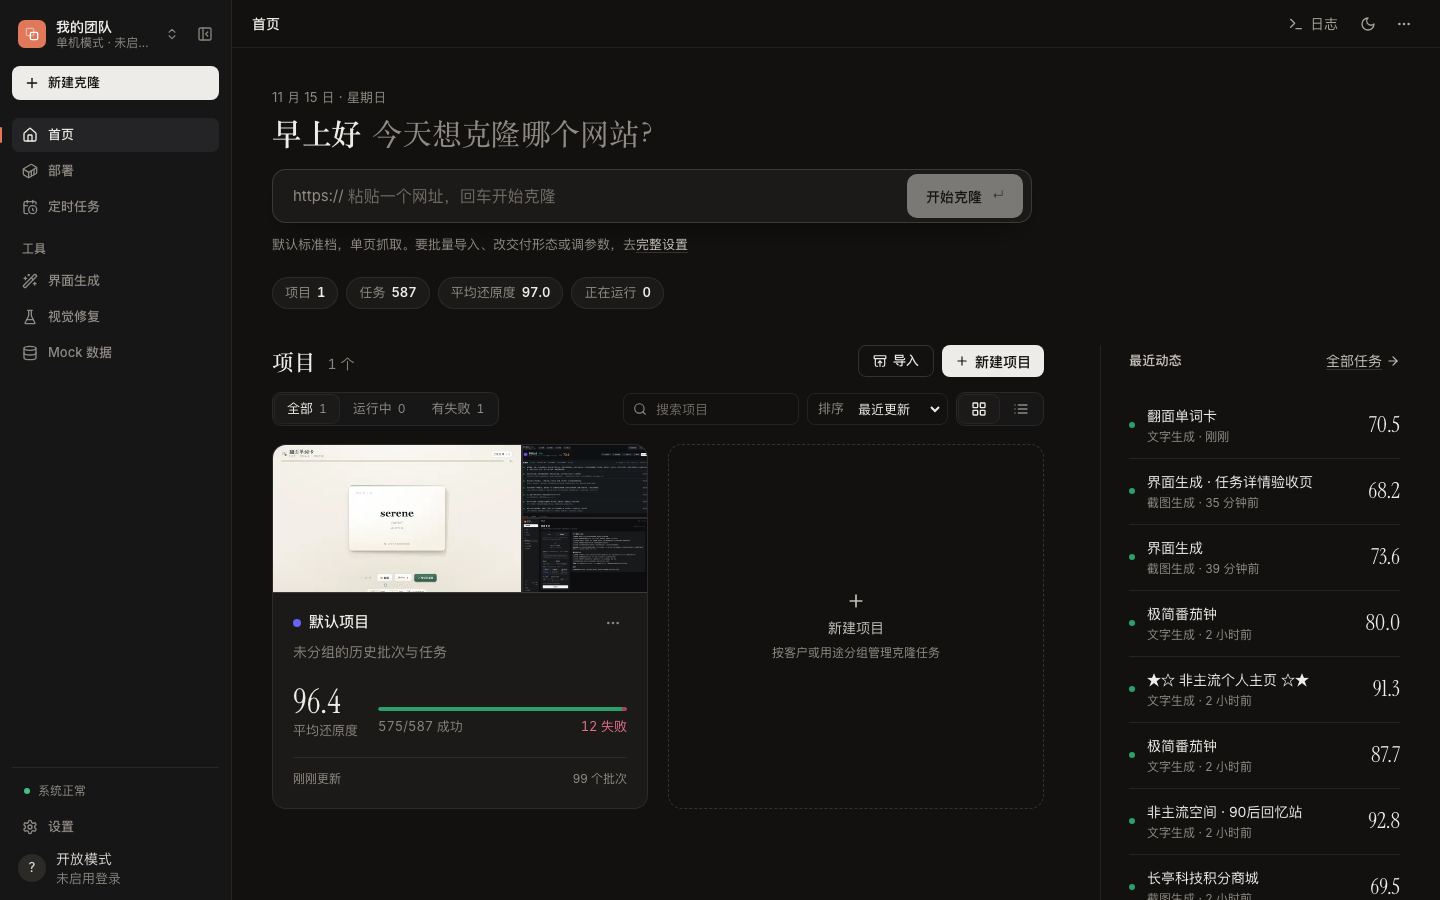 我的团队
单机模式 · 未启...
新建克隆
首页
部署
定时任务
工具
界面生成
视觉修复
Mock 数据
系统正常
设置
?
开放模式
未启用登录
首页
日志
11 月 15 日 · 星期日
早上好 今天想克隆哪个网站?
https:// 粘贴一个网址，回车开始克隆
开始克隆
默认标准档，单页抓取。要批量导入、改交付形态或调参数，去完整设置
项目 1
任务 587
平均还原度 97.0
正在运行 0
项目 1 个
导入
新建项目
全部 1
运行中 0
有失败 1
搜索项目
排序 最近更新
serene
默认项目
未分组的历史批次与任务
96.4
平均还原度
575/587 成功
12 失败
刚刚更新
99 个批次
新建项目
按客户或用途分组管理克隆任务
最近动态
全部任务
翻面单词卡
文字生成 · 刚刚
70.5
界面生成 · 任务详情验收页
截图生成 · 35 分钟前
68.2
界面生成
截图生成 · 39 分钟前
73.6
极简番茄钟
文字生成 · 2 小时前
80.0
★☆ 非主流个人主页 ☆★
文字生成 · 2 小时前
91.3
极简番茄钟
文字生成 · 2 小时前
87.7
非主流空间 · 90后回忆站
文字生成 · 2 小时前
92.8
长亭科技积分商城
截图生成 · 2 小时前
69.5